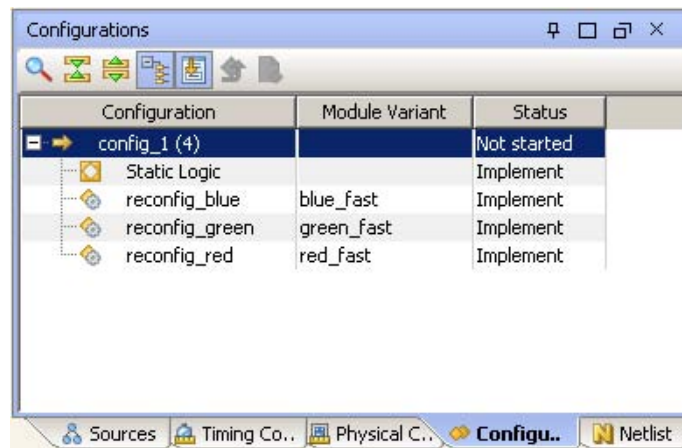 Configurations
Configuration Module Variant Status
config_1 (4) Not started
Static Logic Implement
reconfig_blue blue_fast Implement
reconfig_green green_fast Implement
reconfig_red red_fast Implement
Sources Timing Co.. Physical C.. Configu.. Netlist